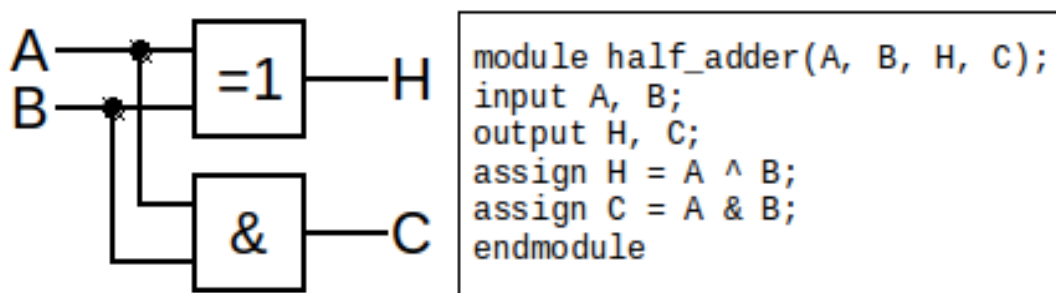 A
B
=1
H
&
C
module half_adder(A, B, H, C);
input A, B;
output H, C;
assign H = A ^ B;
assign C = A & B;
endmodule